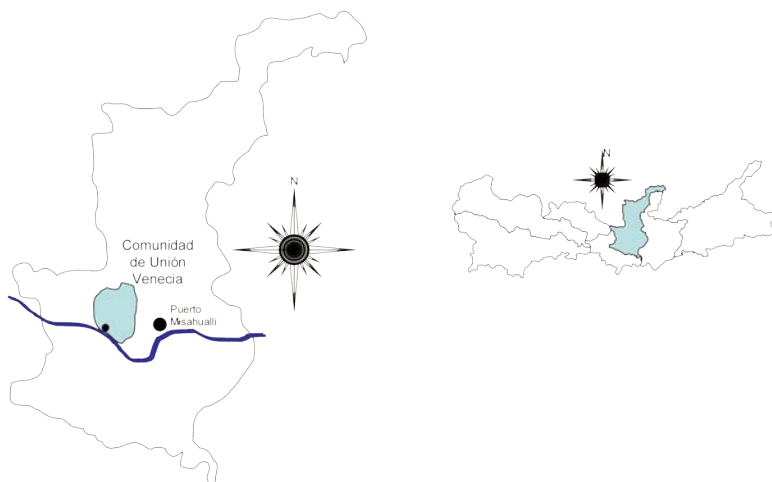 N
N
Comunidad
de Unión
Venecia
Puerto
Misahualli